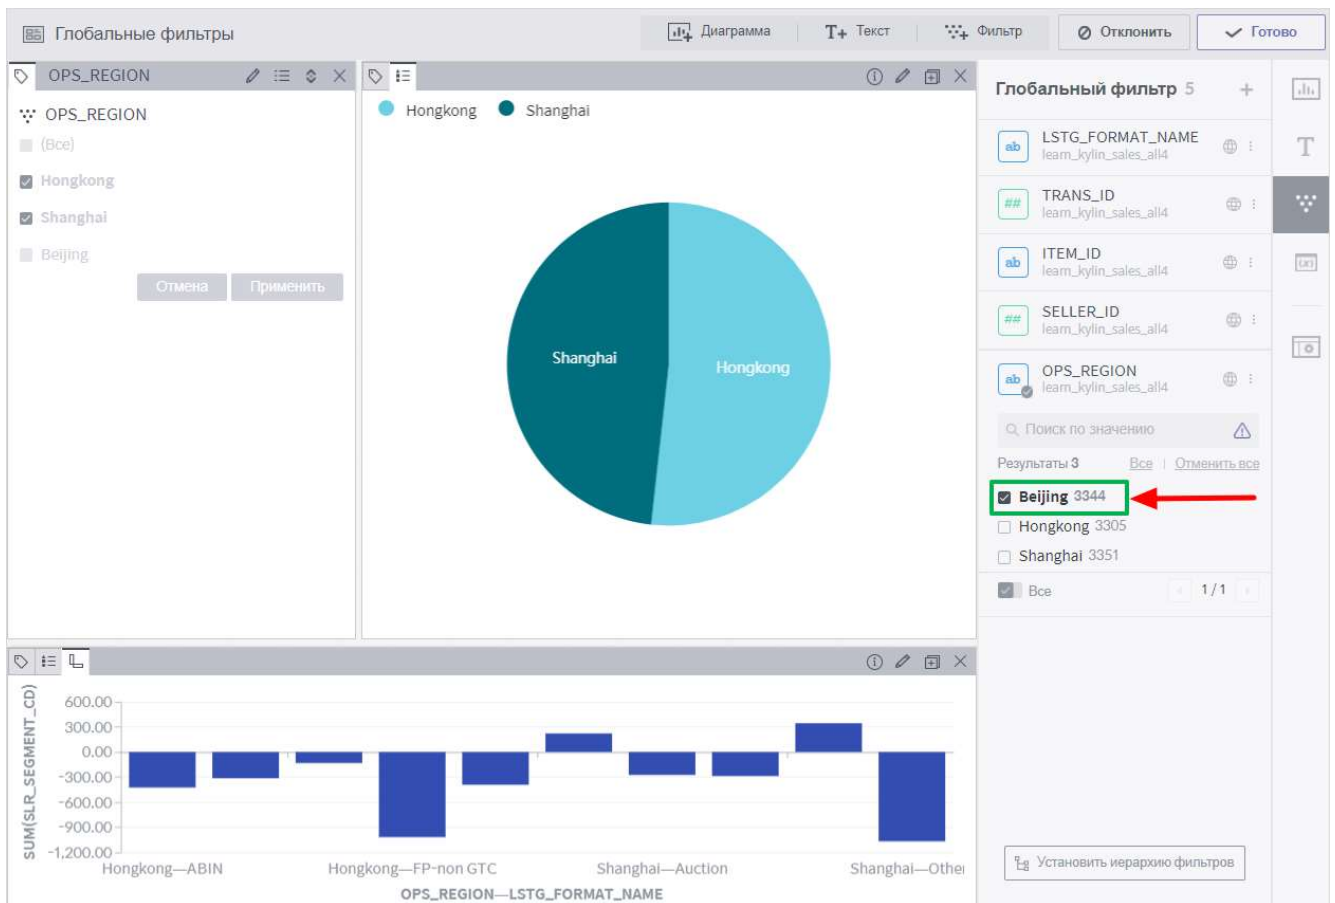 Глобальные фильтры
Диаграмма
T+ Текст
Фильтр
Отклонить
Готово
OPS_REGION
OPS_REGION
(Все)
Hongkong
Shanghai
Beijing
Отмена
Применить
Hongkong
Shanghai
Shanghai
Hongkong
Глобальный фильтр 5
ab
LSTG_FORMAT_NAME
learn_kylin_sales_all4
##
TRANS_ID
learn_kylin_sales_all4
ab
ITEM_ID
learn_kylin_sales_all4
##
SELLER_ID
learn_kylin_sales_all4
ab
OPS_REGION
learn_kylin_sales_all4
Поиск по значению
Результаты 3
Все | Отменить все
Beijing 3344
Hongkong 3305
Shanghai 3351
Все
1/1
Установить иерархию фильтров
T
SUM(SLR_SEGMENT_CD)
600.00
300.00
0.00
-300.00
-600.00
-900.00
-1,200.00
Hongkong—ABIN
Hongkong—FP-non GTC
Shanghai—Auction
Shanghai—Other
OPS_REGION—LSTG_FORMAT_NAME